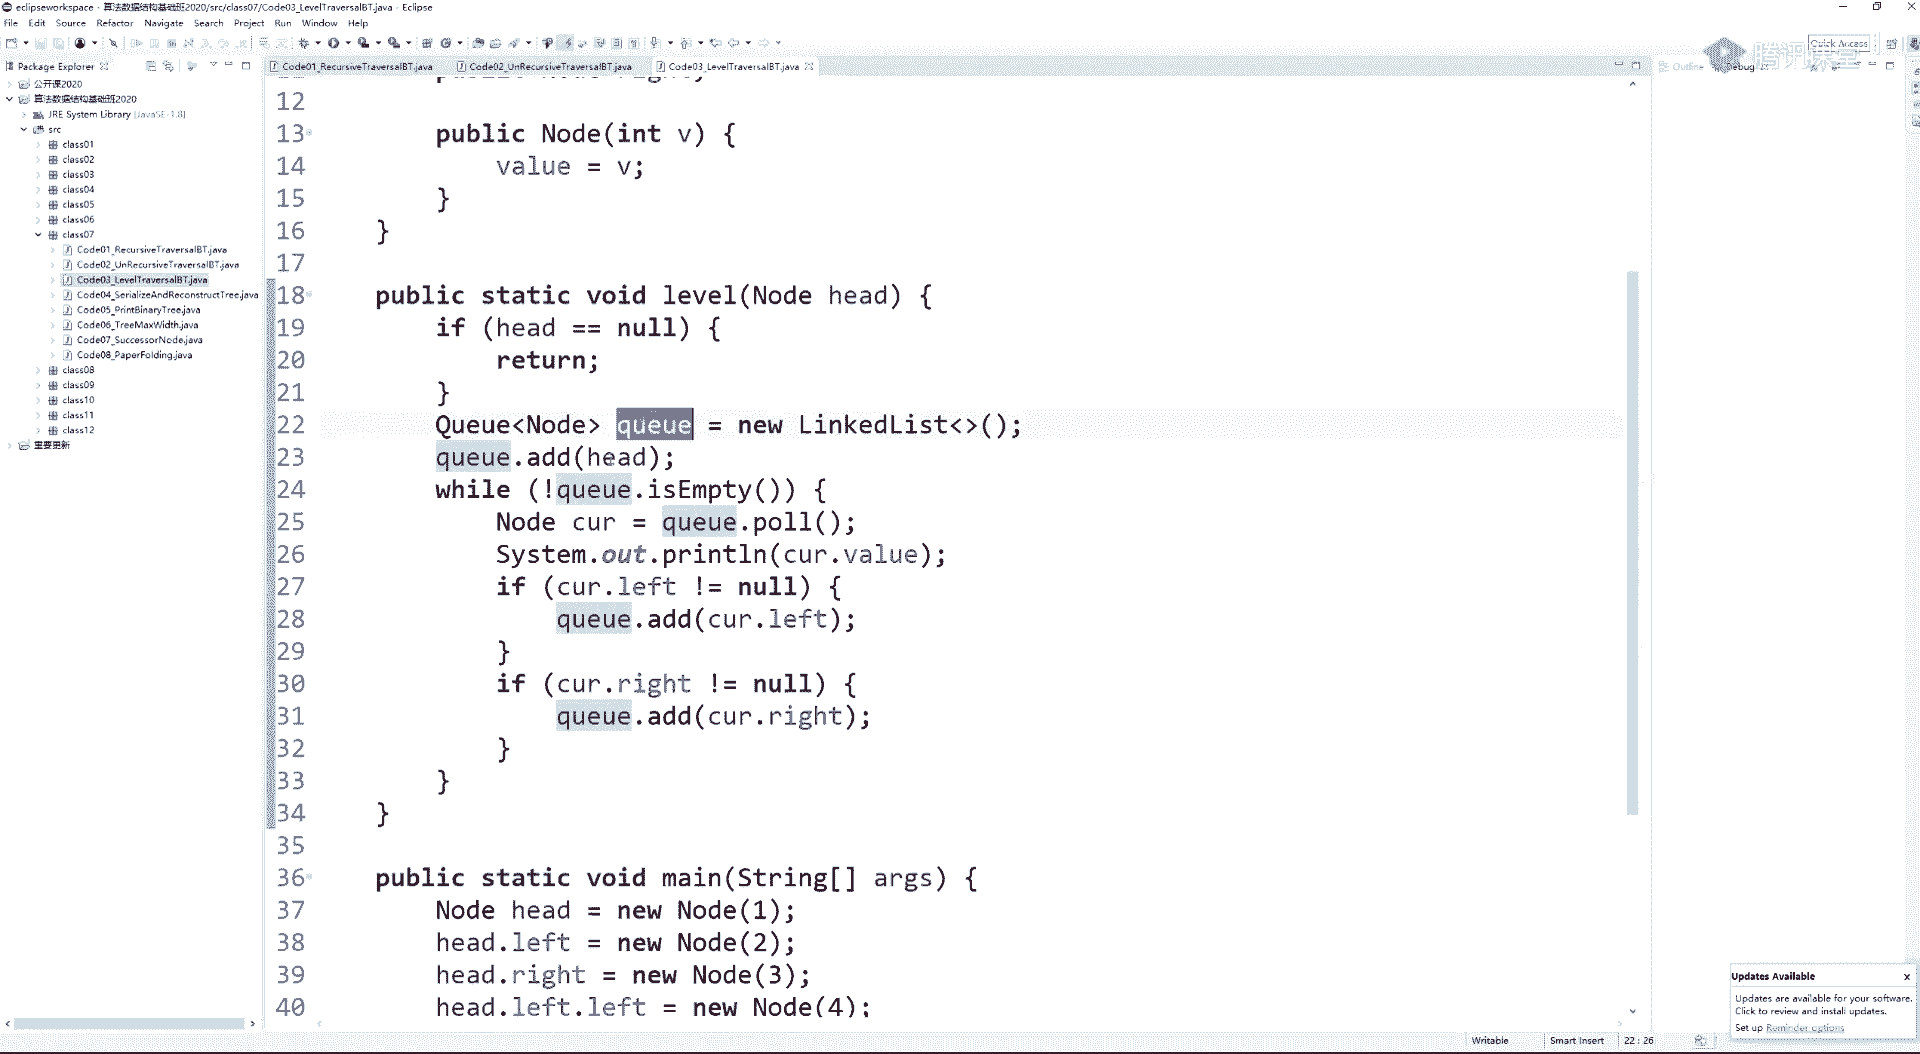 eclipseworkspace - 算法数据结构基础班2020/src/class07/Code03_LevelTraversalBT.java - Eclipse
File Edit Source Refactor Navigate Search Project Run Window Help
Quick Access
腾讯课堂
Package Explorer
Code01_RecursiveTraversalBT.java Code02_UnRecursiveTraversalBT.java Code03_LevelTraversalBT.java
Outline Debug
公开课2020
算法数据结构基础班2020
JRE System Library [JavaSE-1.8]
src
class01
class02
class03
class04
class05
class06
class07
Code01_RecursiveTraversalBT.java
Code02_UnRecursiveTraversalBT.java
Code03_LevelTraversalBT.java
Code04_SerializeAndReconstructTree.java
Code05_PrintBinaryTree.java
Code06_TreeMaxWidth.java
Code07_SuccessorNode.java
Code08_PaperFolding.java
class08
class09
class10
class11
class12
重要更新
12
13 public Node(int v) {
14 value = v;
15 }
16 }
17
18 public static void level(Node head) {
19 if (head == null) {
20 return;
21 }
22 Queue<Node> queue = new LinkedList<>();
23 queue.add(head);
24 while (!queue.isEmpty()) {
25 Node cur = queue.poll();
26 System.out.println(cur.value);
27 if (cur.left != null) {
28 queue.add(cur.left);
29 }
30 if (cur.right != null) {
31 queue.add(cur.right);
32 }
33 }
34 }
35
36 public static void main(String[] args) {
37 Node head = new Node(1);
38 head.left = new Node(2);
39 head.right = new Node(3);
40 head.left.left = new Node(4);
Updates Available
Updates are available for your software.
Click to review and install updates.
Set up Reminder options
Writable Smart Insert 22 : 26